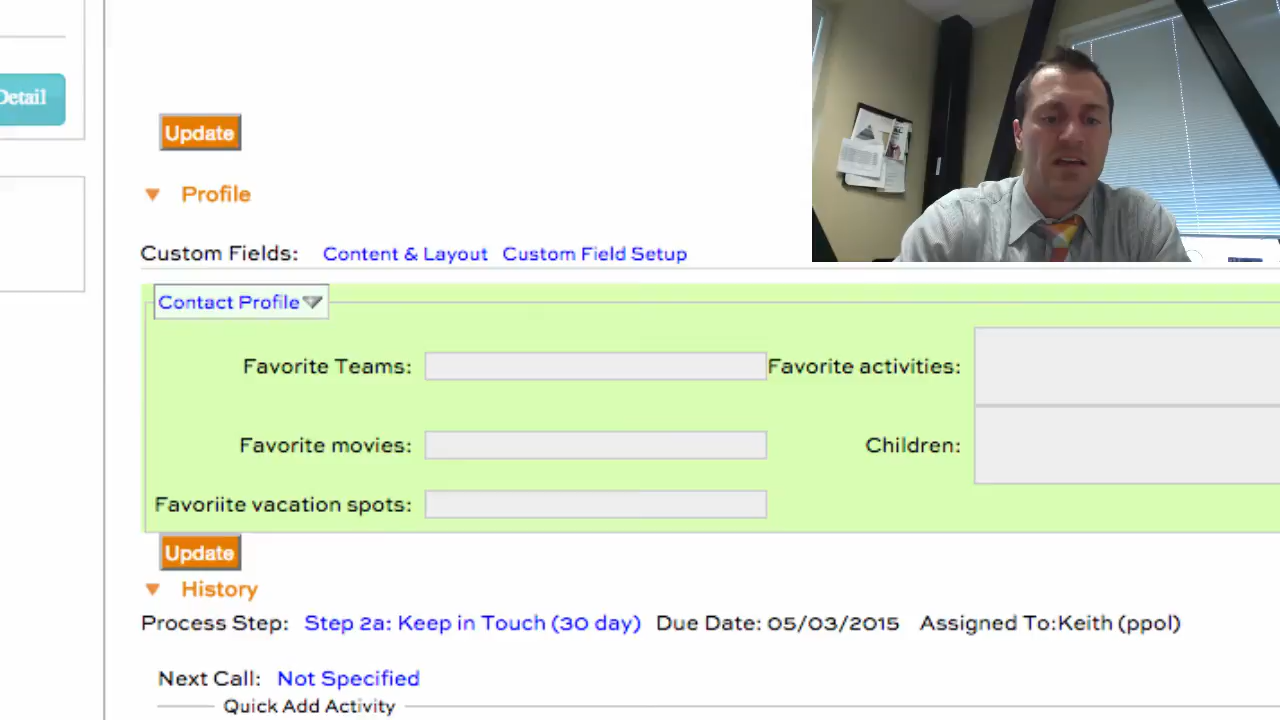 Detail
Update
Profile
Custom Fields: Content & Layout Custom Field Setup
Contact Profile
Favorite Teams: Favorite activities:
Favorite movies: Children:
Favoriite vacation spots:
Update
History
Process Step: Step 2a: Keep in Touch (30 day) Due Date: 05/03/2015 Assigned To:Keith (ppol)
Next Call: Not Specified
Quick Add Activity